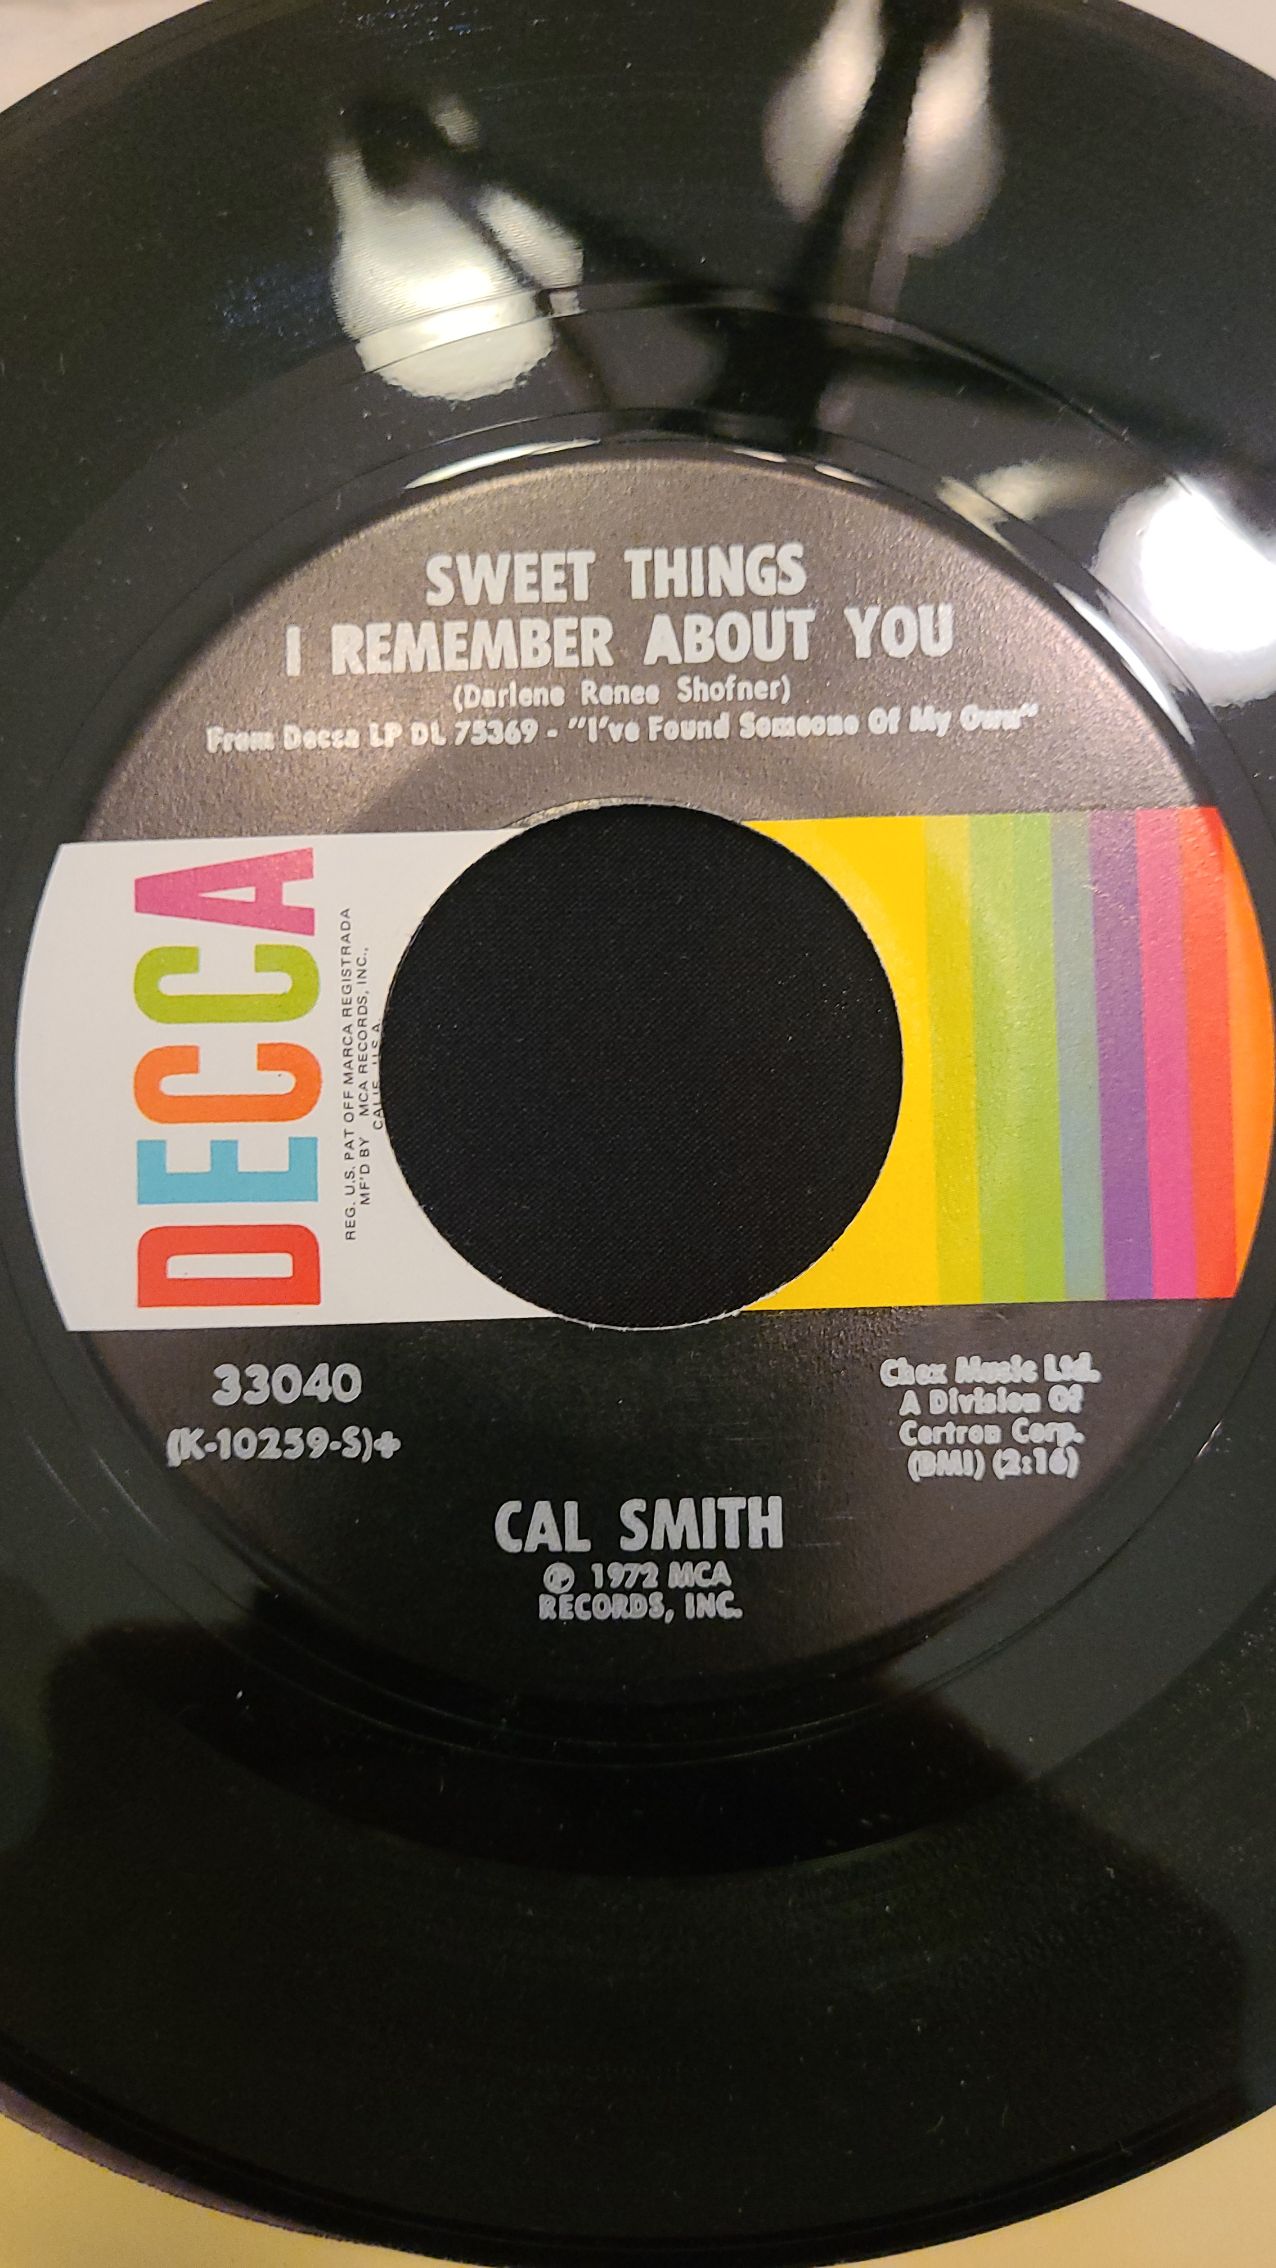 SWEET THINGS
I REMEMBER ABOUT YOU
(Darlene Renee Shofner)
From Decca LP DL 75369 - "I've Found Someone Of My Own"
DECCA
REG. U.S. PAT OFF MARCA REGISTRADA
MF'D BY MCA RECORDS, INC.,
CALIF., U.S.A.
33040
(K-10259-S)+
Chex Music Ltd.
A Division Of
Certron Corp.
(BMI) (2:16)
CAL SMITH
Ⓟ 1972 MCA
RECORDS, INC.